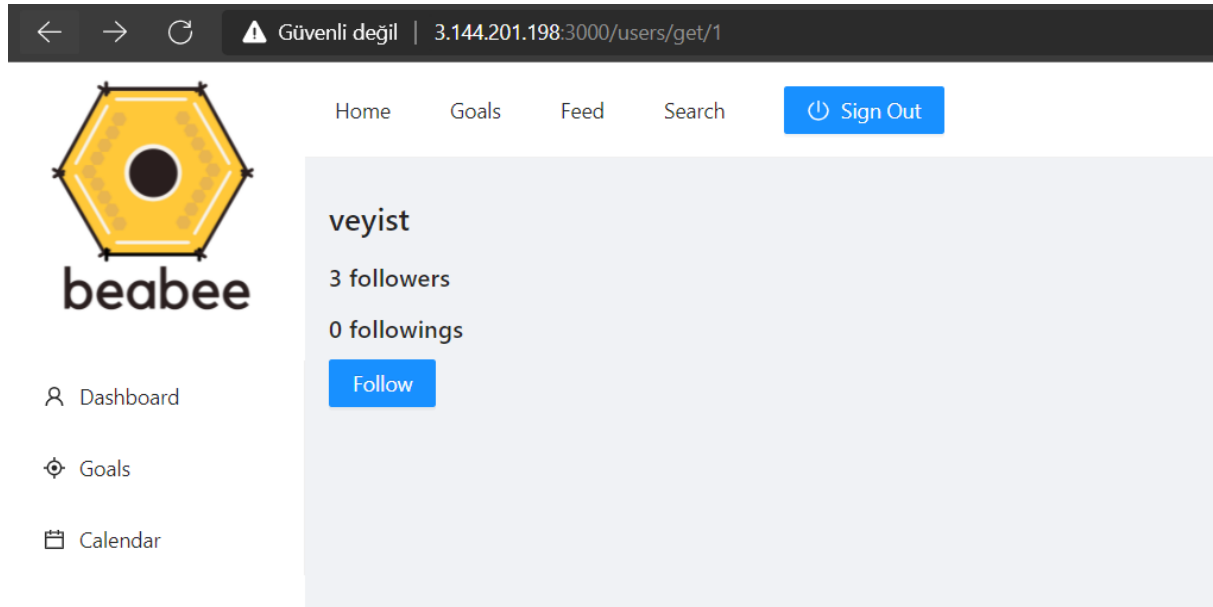 Güvenli değil | 3.144.201.198:3000/users/get/1
Home Goals Feed Search Sign Out
beabee
veyist
3 followers
0 followings
Follow
Dashboard
Goals
Calendar